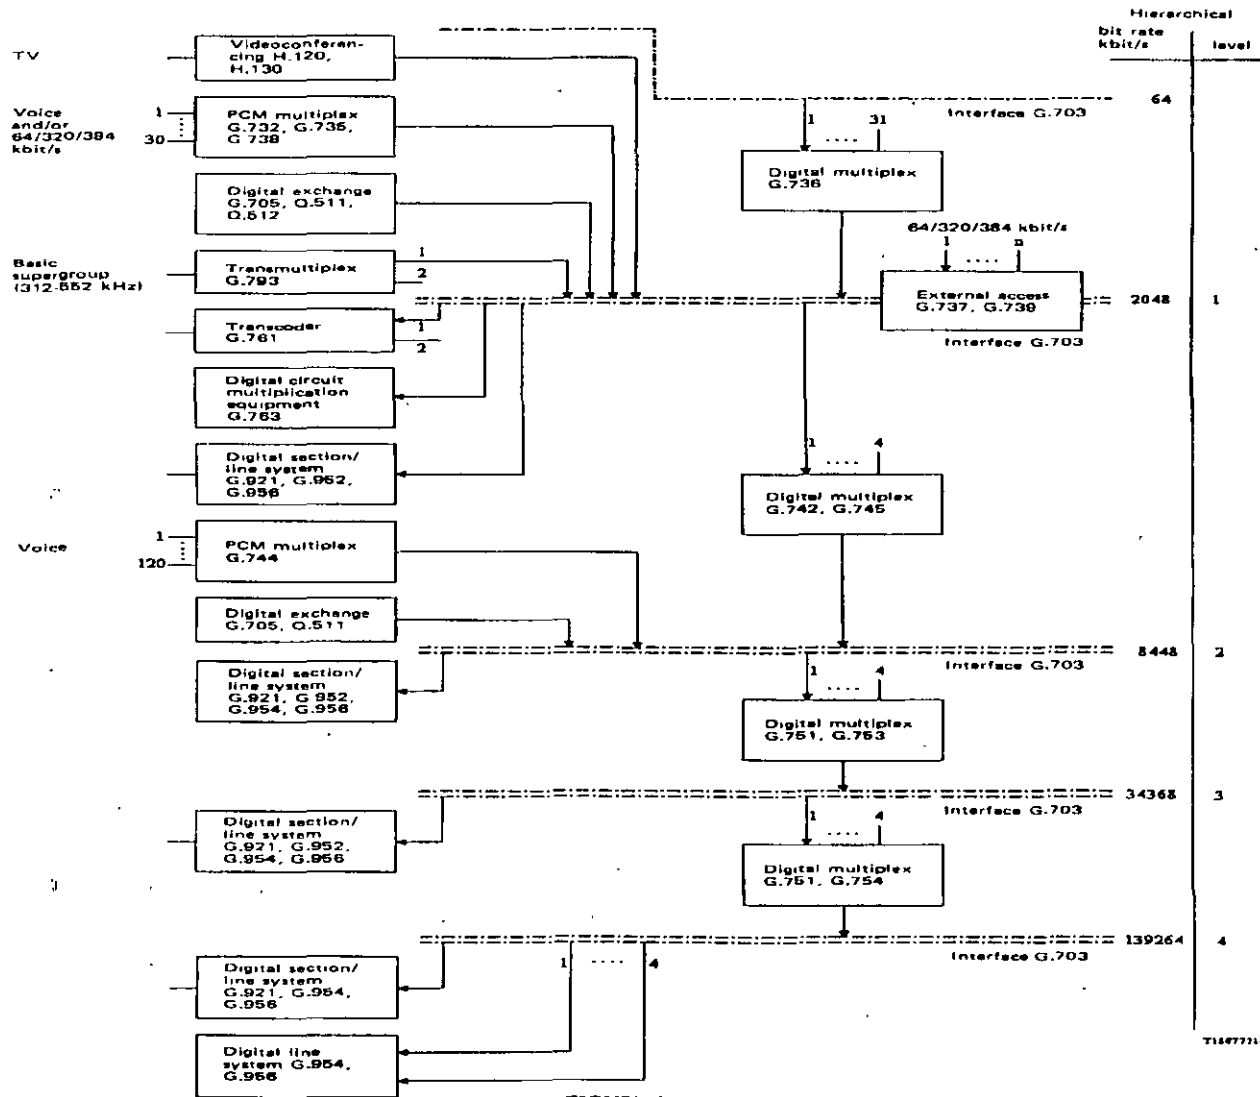 Hierarchical
bit rate
kbit/s
level
TV
Videoconferen-
cing H.120,
H.130
64
Interface G.703
Voice
and/or
64/320/384
kbit/s
1
30
PCM multiplex
G.732, G.735,
G 738
1
31
Digital multiplex
G.736
Digital exchange
G.705, Q.511,
Q.512
64/320/384 kbit/s
1
n
Basic
supergroup
(312-552 kHz)
Transmultiplex
G.793
1
2
External access
G.737, G.739
2048
1
Interface G.703
Transcoder
G.761
1
2
Digital circuit
multiplication
equipment
G.763
Digital section/
line system
G.921, G.952,
G.956
1
4
Digital multiplex
G.742, G.745
Voice
1
120
PCM multiplex
G.744
Digital exchange
G.705, Q.511
8448
2
Interface G.703
Digital section/
line system
G.921, G.952,
G.954, G.956
1
4
Digital multiplex
G.751, G.753
34368
3
Interface G.703
Digital section/
line system
G.921, G.952,
G.954, G.956
1
4
Digital multiplex
G.751, G.754
139264
4
Interface G.703
Digital section/
line system
G.921, G.954,
G.956
1
4
Digital line
system G.954,
G.956